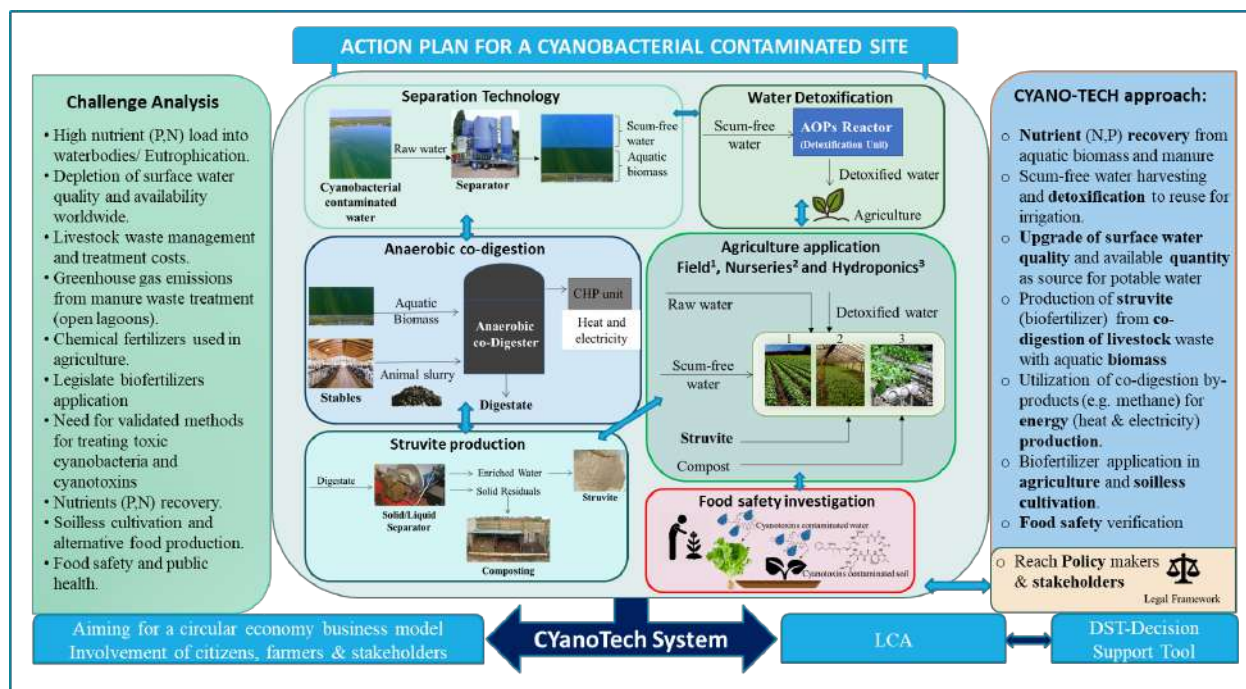 ACTION PLAN FOR A CYANOBACTERIAL CONTAMINATED SITE
Challenge Analysis
• High nutrient (P,N) load into
waterbodies/ Eutrophication.
• Depletion of surface water
quality and availability
worldwide.
• Livestock waste management
and treatment costs.
• Greenhouse gas emissions
from manure waste treatment
(open lagoons).
• Chemical fertilizers used in
agriculture.
• Legislate biofertilizers
application
• Need for validated methods
for treating toxic
cyanobacteria and
cyanotoxins
• Nutrients (P,N) recovery.
• Soilless cultivation and
alternative food production.
• Food safety and public
health.
Separation Technology
Raw water
Scum-free
water
Aquatic
biomass
Cyanobacterial
contaminated
water
Separator
Water Detoxification
Scum-free
water
AOPs Reactor
(Detoxification Unit)
Detoxified water
Agriculture
Anaerobic co-digestion
Aquatic
Biomass
Anaerobic
co-Digester
CHP unit
Heat and
electricity
Animal slurry
Stables
Digestate
Agriculture application
Field¹, Nurseries² and Hydroponics³
Raw water
Detoxified water
1
2
3
Scum-free
water
Struvite
Compost
Struvite production
Digestate
Enriched Water
Solid Residuals
Struvite
Solid/Liquid
Separator
Composting
Food safety investigation
Cyanotoxins contaminated water
Cyanotoxins contaminated soil
CYANO-TECH approach:
o Nutrient (N,P) recovery from
aquatic biomass and manure
o Scum-free water harvesting
and detoxification to reuse for
irrigation.
o Upgrade of surface water
quality and available quantity
as source for potable water
o Production of struvite
(biofertilizer) from co-
digestion of livestock waste
with aquatic biomass
o Utilization of co-digestion by-
products (e.g. methane) for
energy (heat & electricity)
production.
o Biofertilizer application in
agriculture and soilless
cultivation.
o Food safety verification
o Reach Policy makers
& stakeholders
Legal Framework
Aiming for a circular economy business model
Involvement of citizens, farmers & stakeholders
CYanoTech System
LCA
DST-Decision
Support Tool